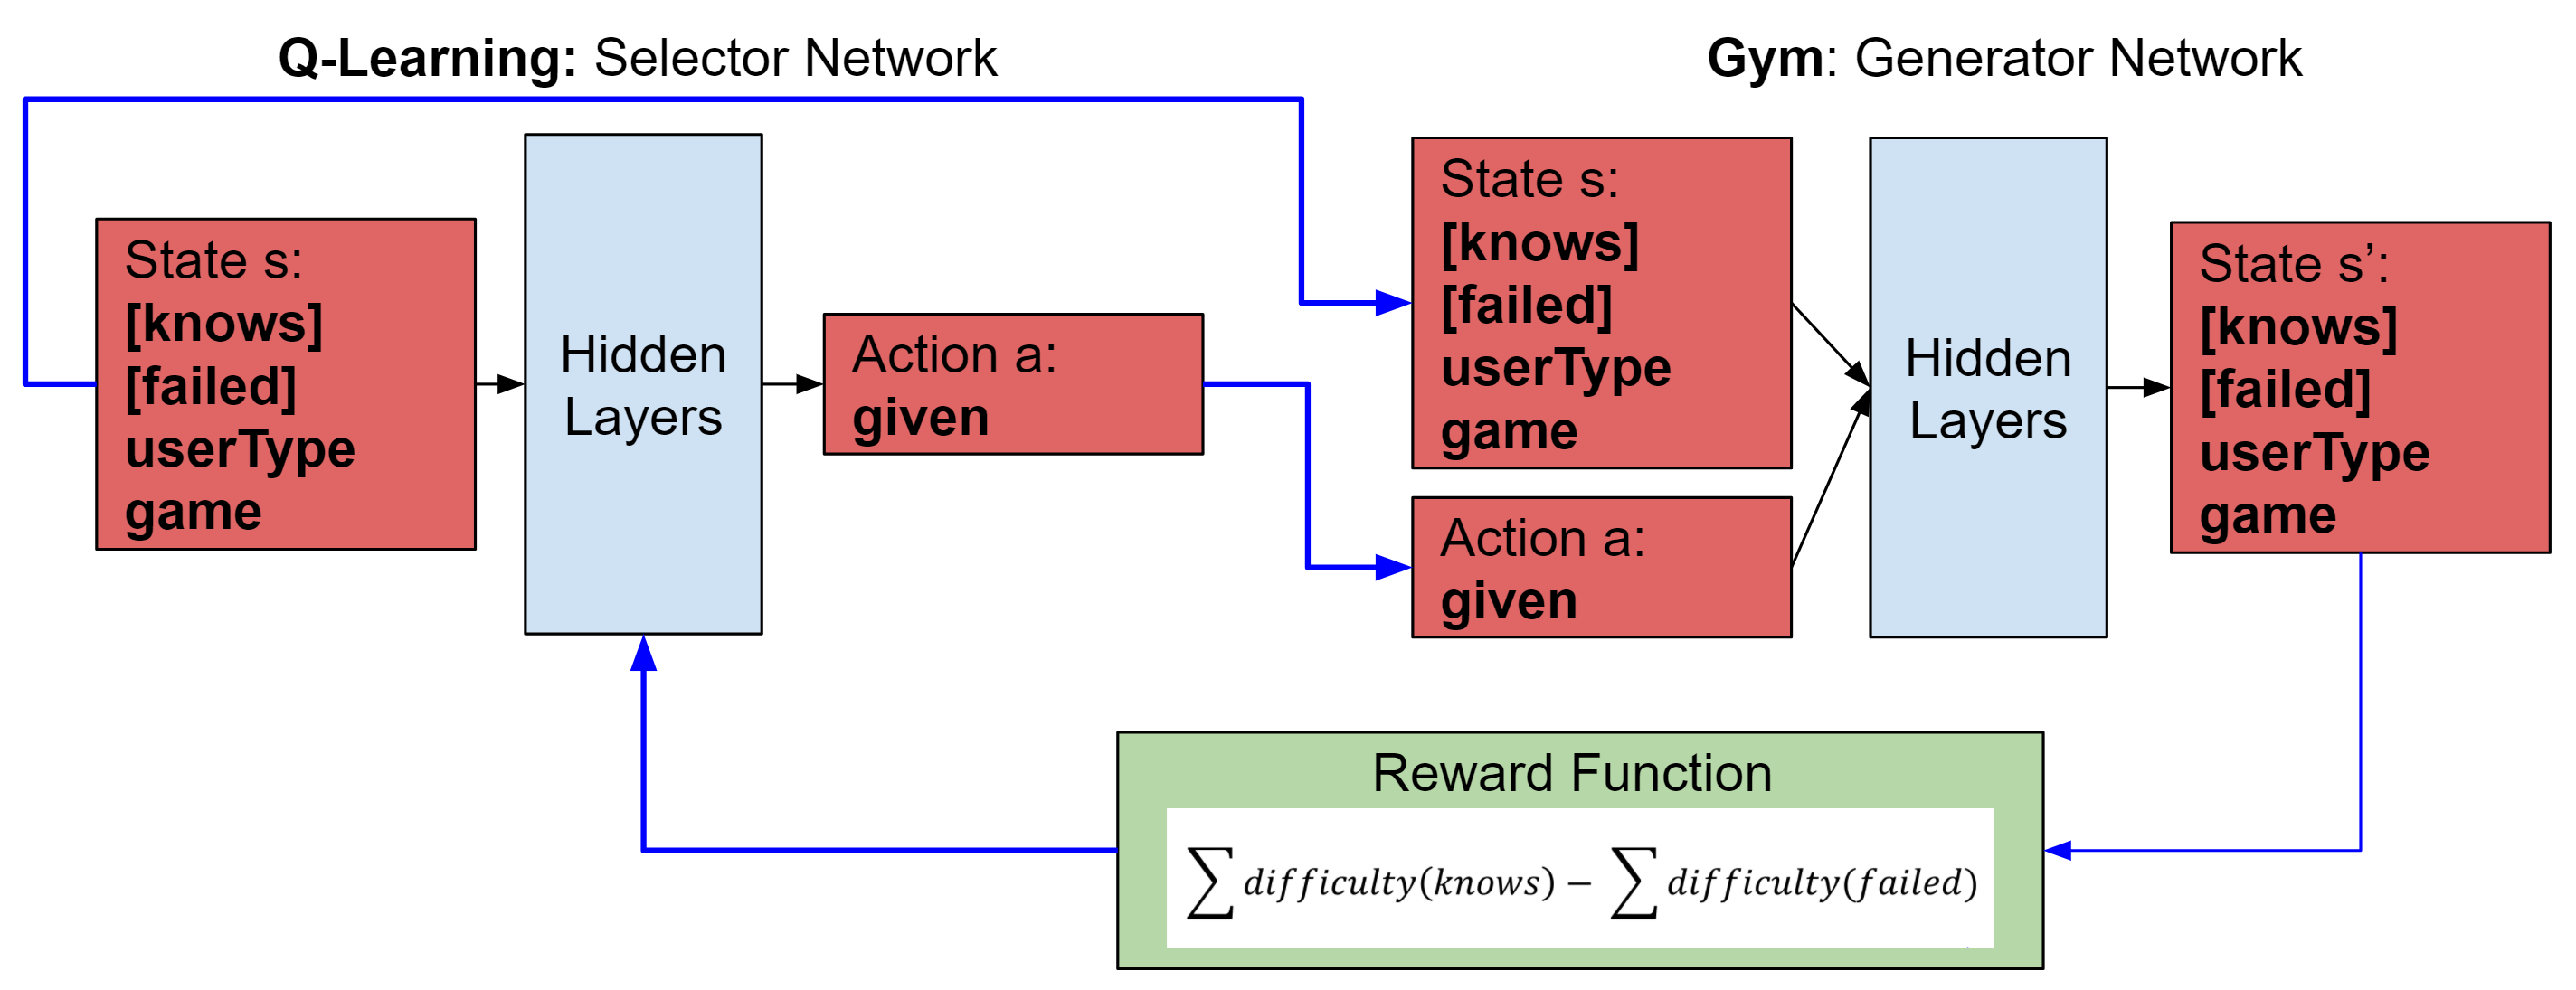 Q-Learning: Selector Network
State s:
[knows]
[failed]
userType
game
Hidden
Layers
Action a:
given
Gym: Generator Network
State s:
[knows]
[failed]
userType
game
Action a:
given
Hidden
Layers
State s’:
[knows]
[failed]
userType
game
Reward Function
∑ difficulty(knows) − ∑ difficulty(failed)